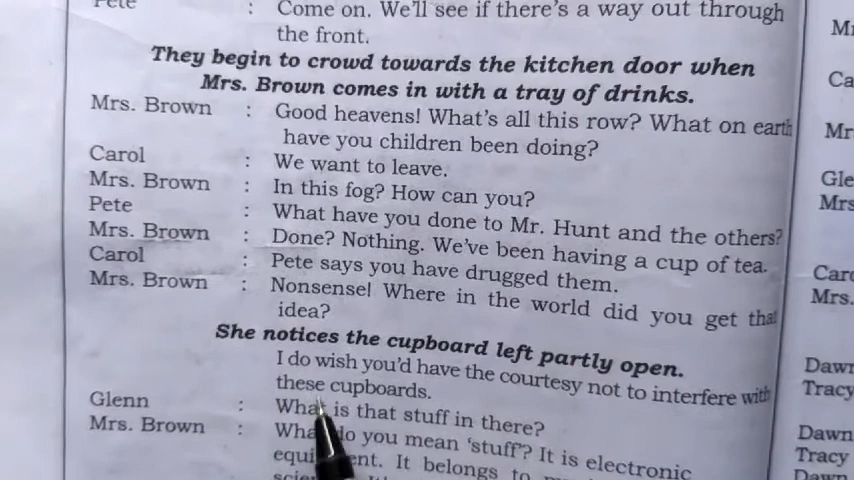 Pete : Come on. We'll see if there's a way out through
the front.
They begin to crowd towards the kitchen door when
Mrs. Brown comes in with a tray of drinks.
Mrs. Brown : Good heavens! What's all this row? What on earth
have you children been doing?
Carol : We want to leave.
Mrs. Brown : In this fog? How can you?
Pete : What have you done to Mr. Hunt and the others?
Mrs. Brown : Done? Nothing. We've been having a cup of tea.
Carol : Pete says you have drugged them.
Mrs. Brown : Nonsense! Where in the world did you get that
idea?
She notices the cupboard left partly open.
I do wish you'd have the courtesy not to interfere with
these cupboards.
Glenn : What is that stuff in there?
Mrs. Brown : What do you mean 'stuff'? It is electronic
It belongs to
Carol
Mrs.
Dawn
Tracy
Dawn
Tracy
Dawn